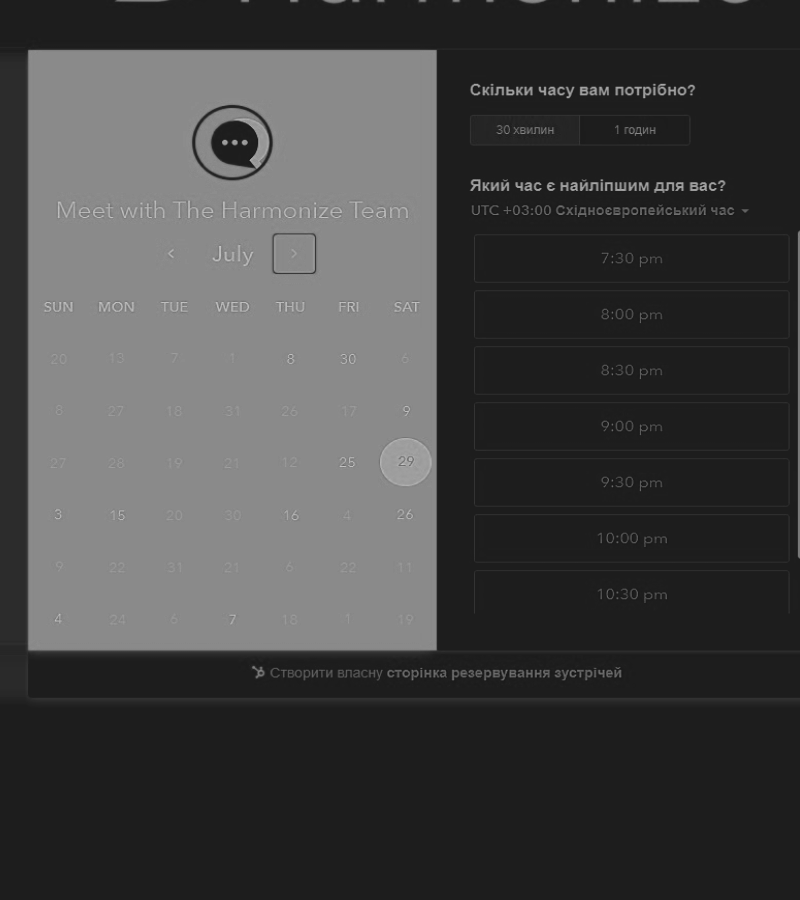 Harmonize
Meet with The Harmonize Team
July
SUN MON TUE WED THU FRI SAT
20 13 7 1 8 30 6
8 27 18 31 26 17 9
27 28 19 21 12 25 29
3 15 20 30 16 4 26
9 22 31 21 6 22 11
4 24 6 7 18 1 19
Скільки часу вам потрібно?
30 хвилин 1 годин
Який час є найліпшим для вас?
UTC +03:00 Східноєвропейський час
7:30 pm
8:00 pm
8:30 pm
9:00 pm
9:30 pm
10:00 pm
10:30 pm
Створити власну сторінка резервування зустрічей